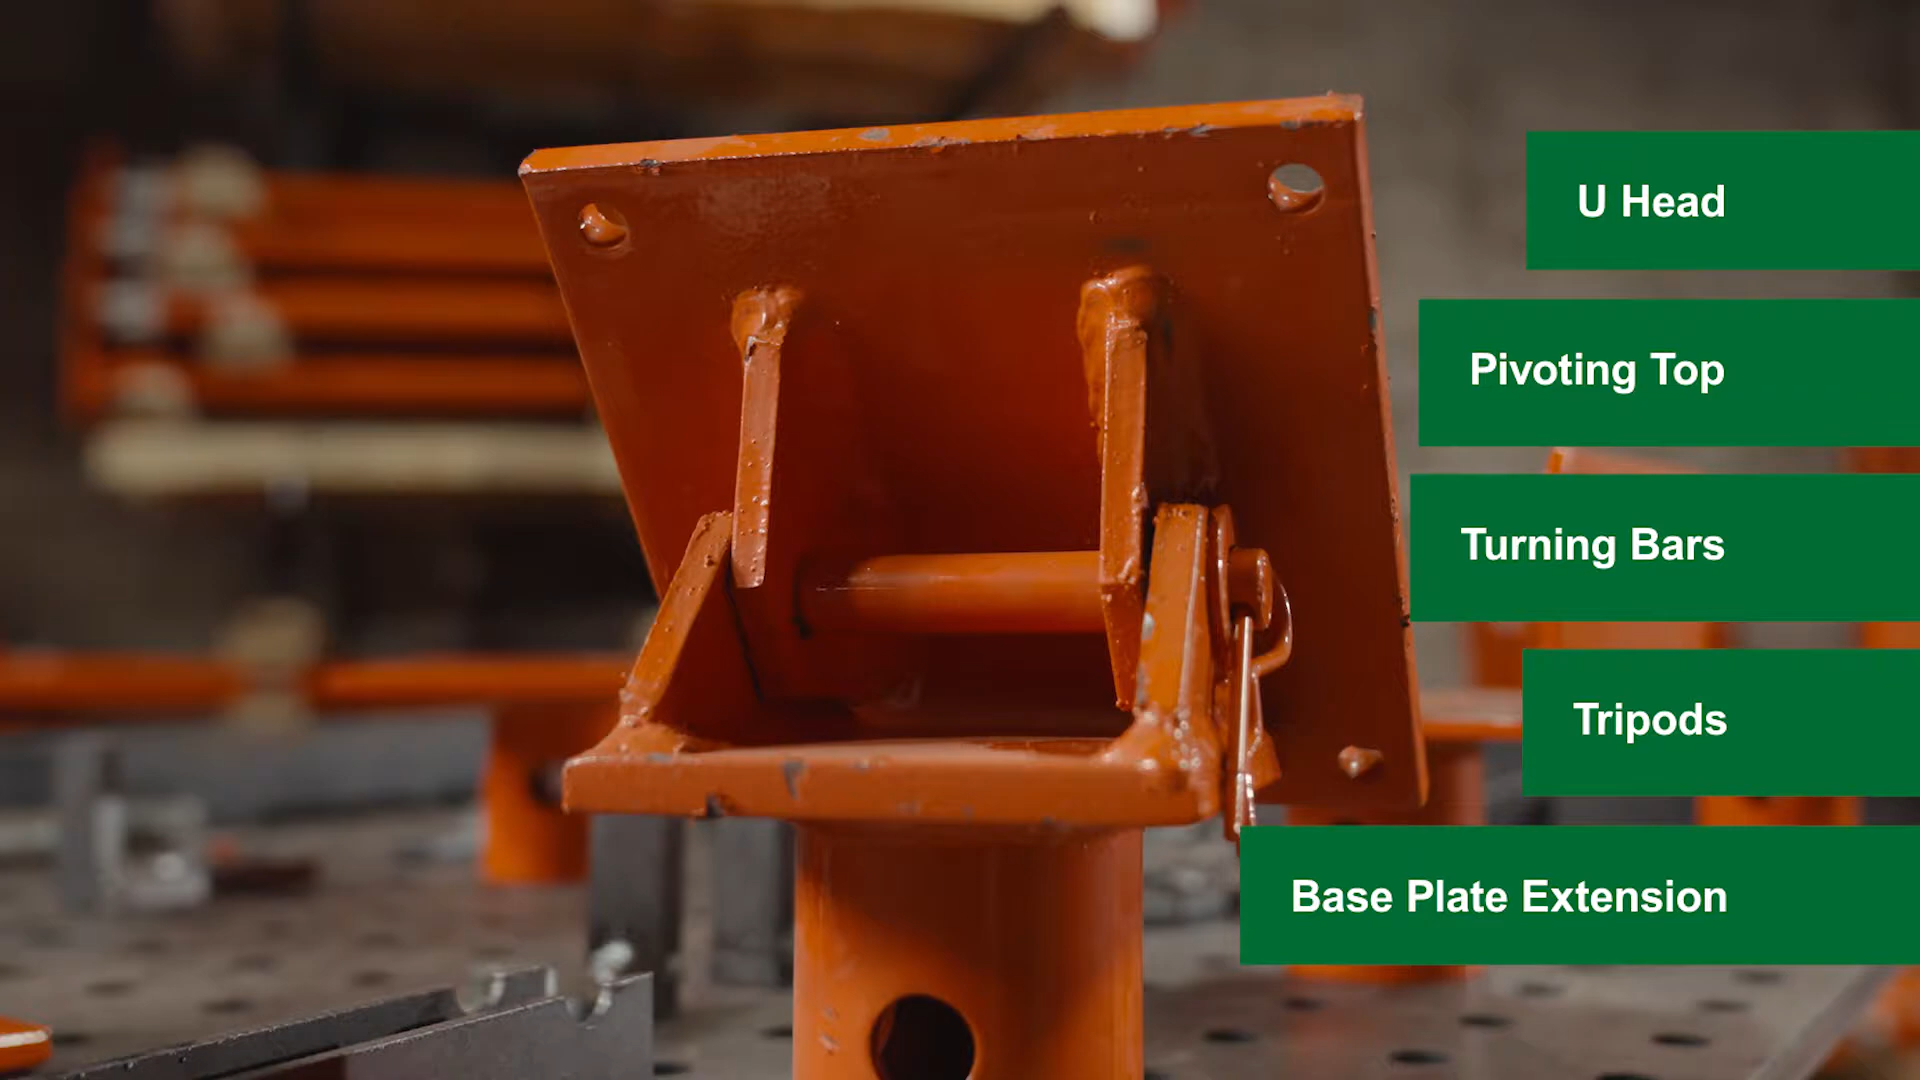 U Head
Pivoting Top
Turning Bars
Tripods
Base Plate Extension